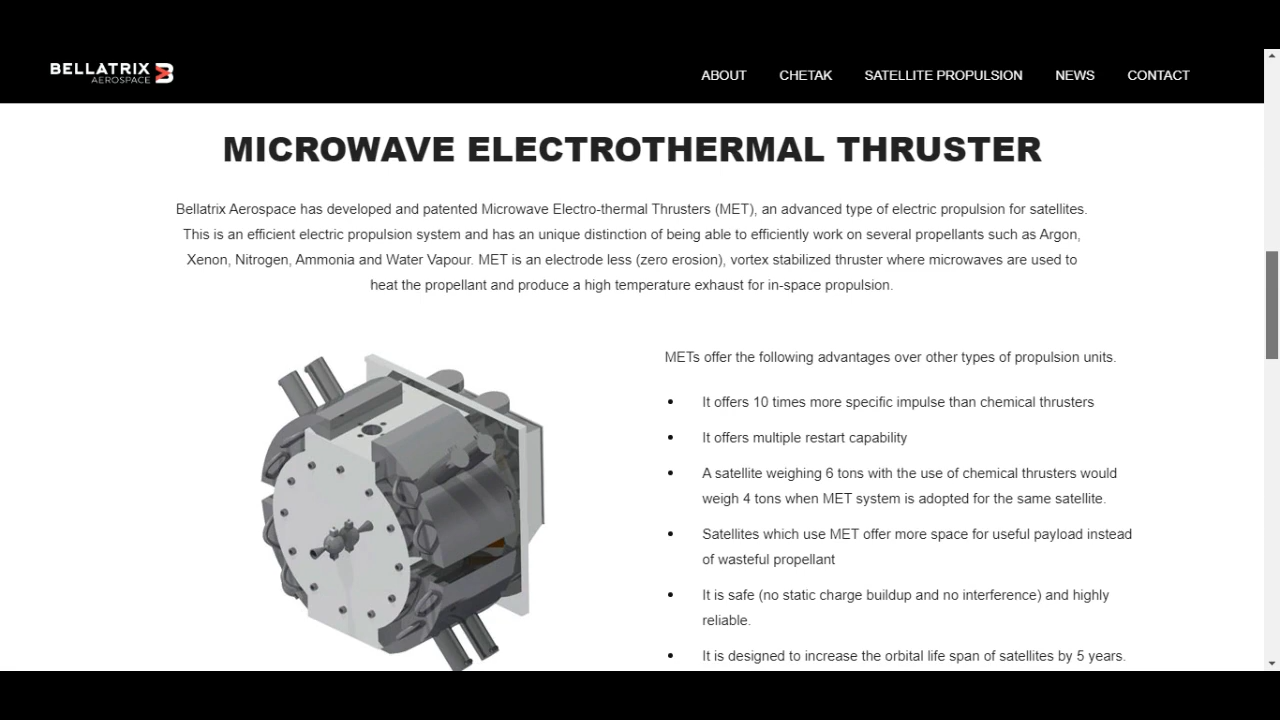 BELLATRIX
AEROSPACE
ABOUT CHETAK SATELLITE PROPULSION NEWS CONTACT
MICROWAVE ELECTROTHERMAL THRUSTER
Bellatrix Aerospace has developed and patented Microwave Electro-thermal Thrusters (MET), an advanced type of electric propulsion for satellites.
This is an efficient electric propulsion system and has an unique distinction of being able to efficiently work on several propellants such as Argon,
Xenon, Nitrogen, Ammonia and Water Vapour. MET is an electrode less (zero erosion), vortex stabilized thruster where microwaves are used to
heat the propellant and produce a high temperature exhaust for in-space propulsion.
METs offer the following advantages over other types of propulsion units.
• It offers 10 times more specific impulse than chemical thrusters
• It offers multiple restart capability
• A satellite weighing 6 tons with the use of chemical thrusters would
weigh 4 tons when MET system is adopted for the same satellite.
• Satellites which use MET offer more space for useful payload instead
of wasteful propellant
• It is safe (no static charge buildup and no interference) and highly
reliable.
• It is designed to increase the orbital life span of satellites by 5 years.